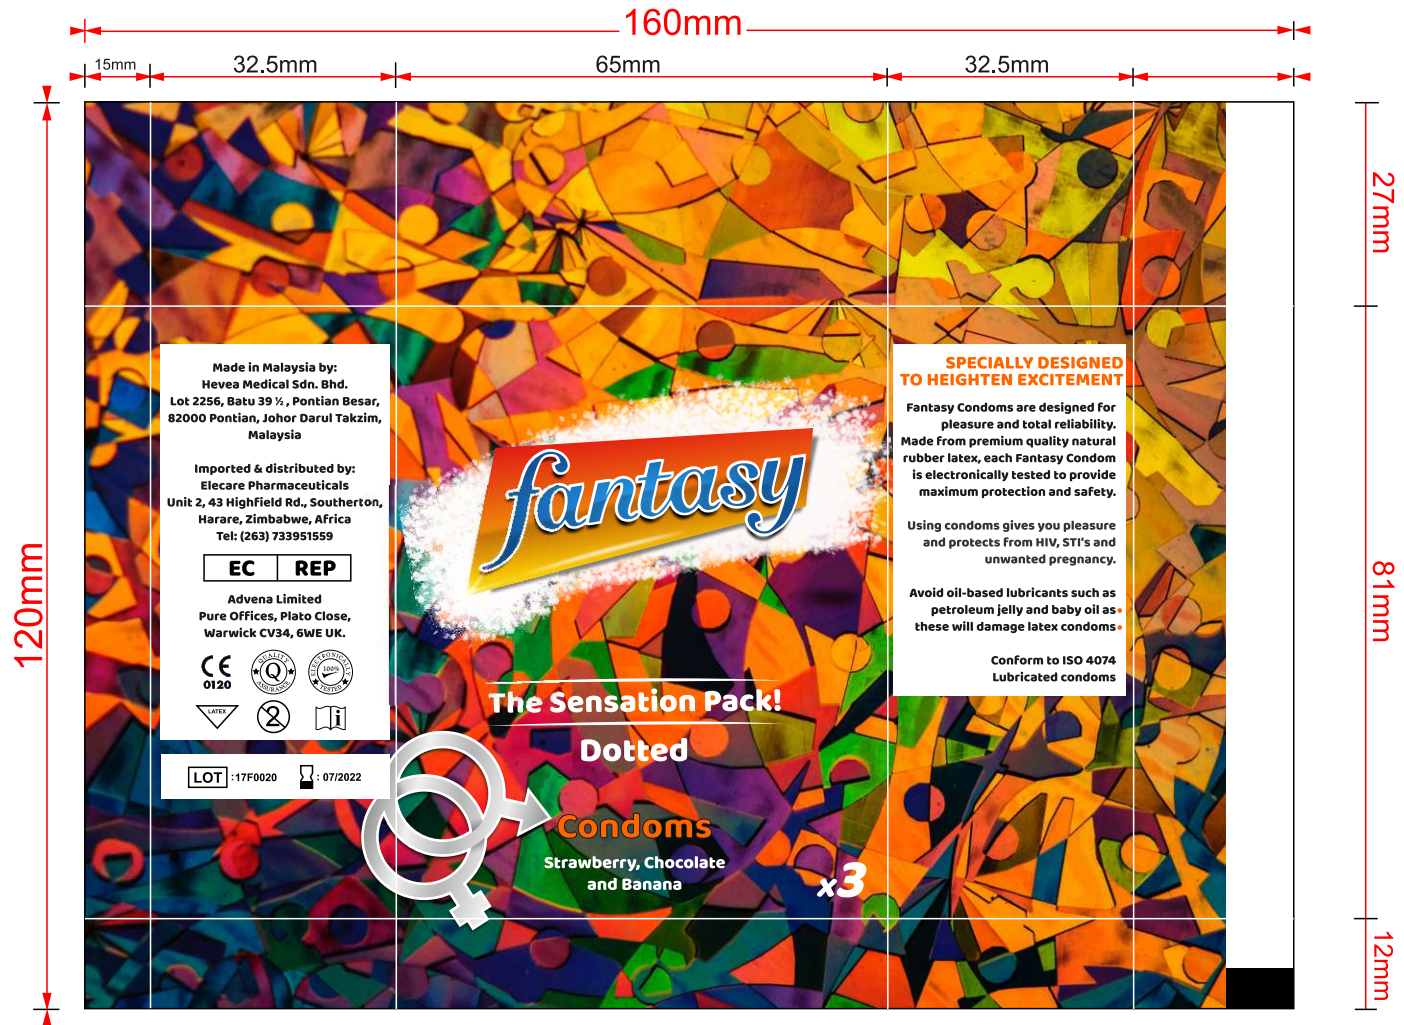 160mm
15mm
32.5mm
65mm
32.5mm
120mm
27mm
81mm
12mm
Made in Malaysia by:
Hevea Medical Sdn. Bhd.
Lot 2256, Batu 39 ½ , Pontian Besar,
82000 Pontian, Johor Darul Takzim,
Malaysia
Imported & distributed by:
Elecare Pharmaceuticals
Unit 2, 43 Highfield Rd., Southerton,
Harare, Zimbabwe, Africa
Tel: (263) 733951559
EC REP
Advena Limited
Pure Offices, Plato Close,
Warwick CV34, 6WE UK.
CE
0120
QUALITY
Q
ASSURANCE
ELECTRONICALLY
100%
TESTED
LATEX
2
i
LOT :17F0020 : 07/2022
fantasy
The Sensation Pack!
Dotted
Condoms
Strawberry, Chocolate
and Banana
x3
SPECIALLY DESIGNED
TO HEIGHTEN EXCITEMENT
Fantasy Condoms are designed for
pleasure and total reliability.
Made from premium quality natural
rubber latex, each Fantasy Condom
is electronically tested to provide
maximum protection and safety.
Using condoms gives you pleasure
and protects from HIV, STI's and
unwanted pregnancy.
Avoid oil-based lubricants such as
petroleum jelly and baby oil as
these will damage latex condoms
Conform to ISO 4074
Lubricated condoms